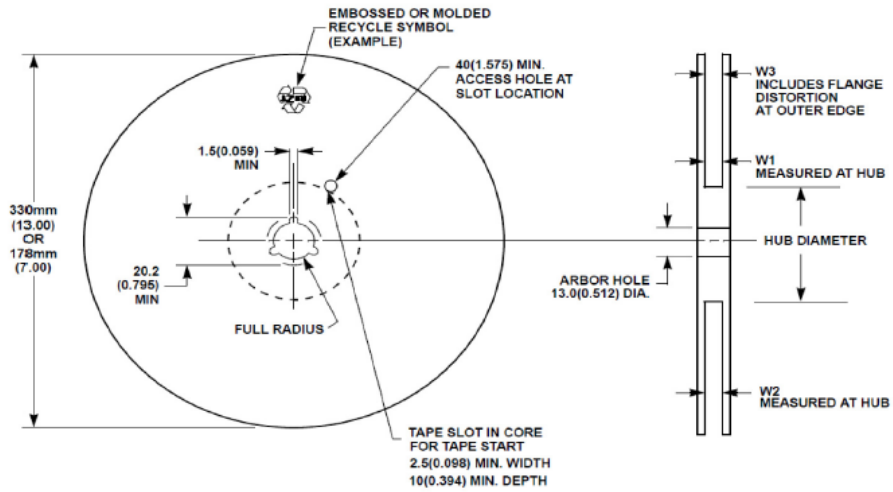 EMBOSSED OR MOLDED
RECYCLE SYMBOL
(EXAMPLE)
40(1.575) MIN.
ACCESS HOLE AT
SLOT LOCATION
W3
INCLUDES FLANGE
DISTORTION
AT OUTER EDGE
1.5(0.059)
MIN
W1
MEASURED AT HUB
330mm
(13.00)
OR
178mm
(7.00)
HUB DIAMETER
20.2
(0.795)
MIN
ARBOR HOLE
13.0(0.512) DIA.
FULL RADIUS
W2
MEASURED AT HUB
TAPE SLOT IN CORE
FOR TAPE START
2.5(0.098) MIN. WIDTH
10(0.394) MIN. DEPTH